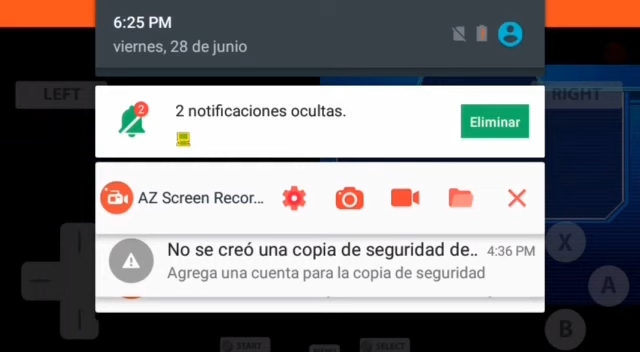 6:25 PM
viernes, 28 de junio
LEFT
RIGHT
2
2 notificaciones ocultas.
Eliminar
AZ Screen Recor...
No se creó una copia de seguridad de..
4:36 PM
Agrega una cuenta para la copia de seguridad
X
A
B
START
SELECT